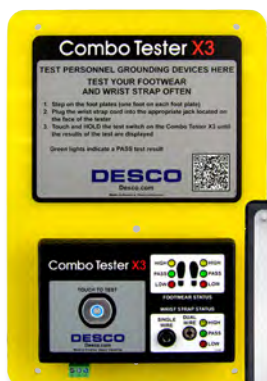 Combo Tester X3
TEST PERSONNEL GROUNDING DEVICES HERE
TEST YOUR FOOTWEAR
AND WRIST STRAP OFTEN
1. Step on the foot plates (one foot on each foot plate).
2. Plug the wrist strap cord into the appropriate jack located
on the face of the tester
3. Touch and HOLD the test switch on the Combo Tester X3 until
the results of the test are displayed
Green lights indicate a PASS test result
DESCO
Desco.com
Combo Tester X3
TOUCH TO TEST
DESCO
Desco.com
HIGH HIGH
PASS PASS
LOW LOW
FOOTWEAR STATUS
WRIST STRAP STATUS
SINGLE WIRE
DUAL WIRE
HIGH
PASS
LOW